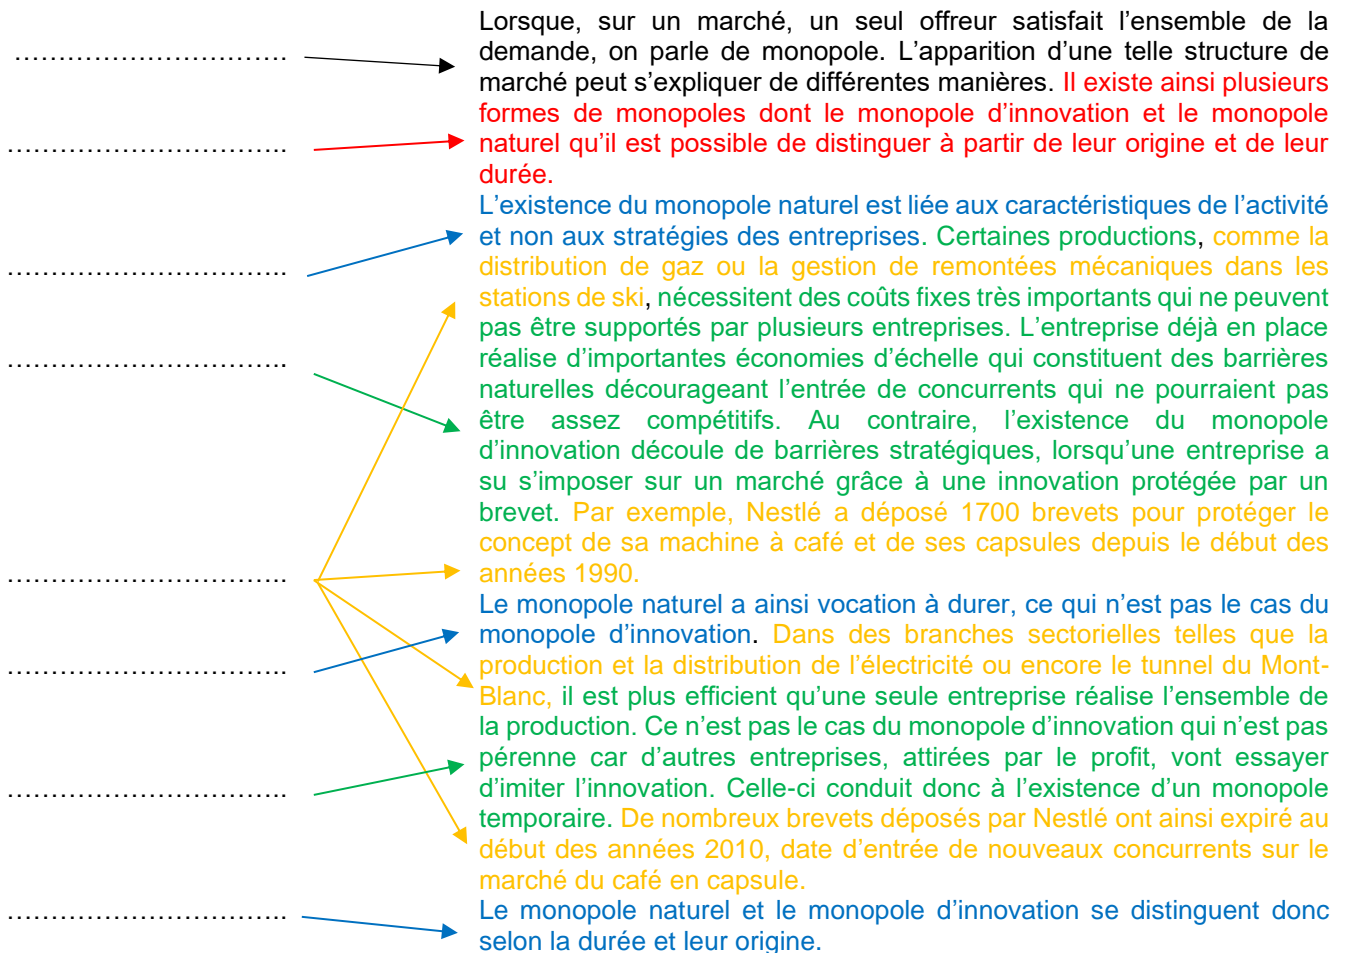 Lorsque, sur un marché, un seul offreur satisfait l’ensemble de la
…………………………. demande, on parle de monopole. L’apparition d’une telle structure de
marché peut s’expliquer de différentes manières. Il existe ainsi plusieurs
formes de monopoles dont le monopole d’innovation et le monopole
………………………….. naturel qu’il est possible de distinguer à partir de leur origine et de leur
durée.
L’existence du monopole naturel est liée aux caractéristiques de l’activité
et non aux stratégies des entreprises. Certaines productions, comme la
………………………….. distribution de gaz ou la gestion de remontées mécaniques dans les
stations de ski, nécessitent des coûts fixes très importants qui ne peuvent
pas être supportés par plusieurs entreprises. L’entreprise déjà en place
………………………….. réalise d’importantes économies d’échelle qui constituent des barrières
naturelles décourageant l’entrée de concurrents qui ne pourraient pas
être assez compétitifs. Au contraire, l’existence du monopole
d’innovation découle de barrières stratégiques, lorsqu’une entreprise a
su s’imposer sur un marché grâce à une innovation protégée par un
brevet. Par exemple, Nestlé a déposé 1700 brevets pour protéger le
concept de sa machine à café et de ses capsules depuis le début des
………………………….. années 1990.
Le monopole naturel a ainsi vocation à durer, ce qui n’est pas le cas du
monopole d’innovation. Dans des branches sectorielles telles que la
………………………….. production et la distribution de l’électricité ou encore le tunnel du Mont-
Blanc, il est plus efficient qu’une seule entreprise réalise l’ensemble de
la production. Ce n’est pas le cas du monopole d’innovation qui n’est pas
pérenne car d’autres entreprises, attirées par le profit, vont essayer
………………………….. d’imiter l’innovation. Celle-ci conduit donc à l’existence d’un monopole
temporaire. De nombreux brevets déposés par Nestlé ont ainsi expiré au
début des années 2010, date d’entrée de nouveaux concurrents sur le
marché du café en capsule.
………………………….. Le monopole naturel et le monopole d’innovation se distinguent donc
selon la durée et leur origine.